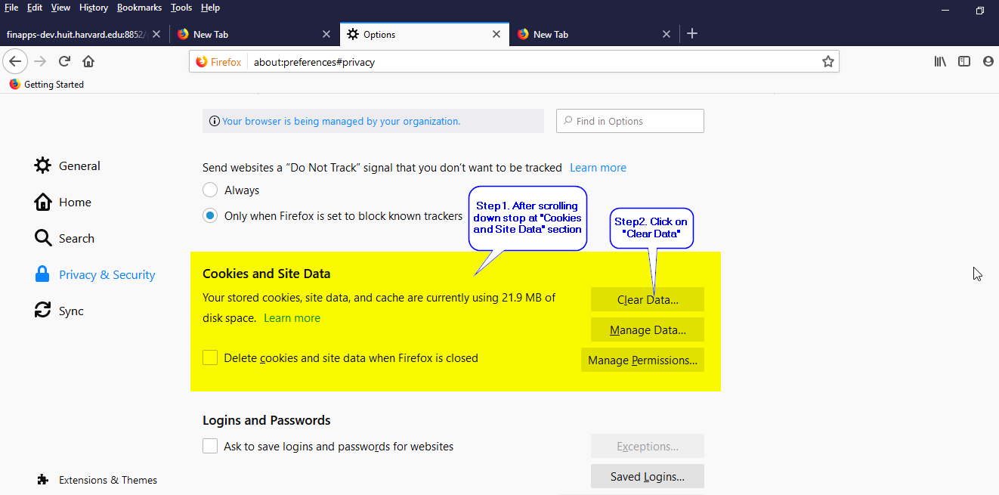 File Edit View History Bookmarks Tools Help
finapps-dev.huit.harvard.edu:8852/
New Tab
Options
New Tab
Firefox about:preferences#privacy
Getting Started
Your browser is being managed by your organization.
Find in Options
General
Home
Search
Privacy & Security
Sync
Extensions & Themes
Send websites a “Do Not Track” signal that you don’t want to be tracked Learn more
Always
Only when Firefox is set to block known trackers
Step1. After scrolling
down stop at "Cookies
and Site Data" section
Step2. Click on
"Clear Data"
Cookies and Site Data
Your stored cookies, site data, and cache are currently using 21.9 MB of
disk space. Learn more
Clear Data...
Manage Data...
Delete cookies and site data when Firefox is closed
Manage Permissions...
Logins and Passwords
Ask to save logins and passwords for websites
Exceptions...
Saved Logins...